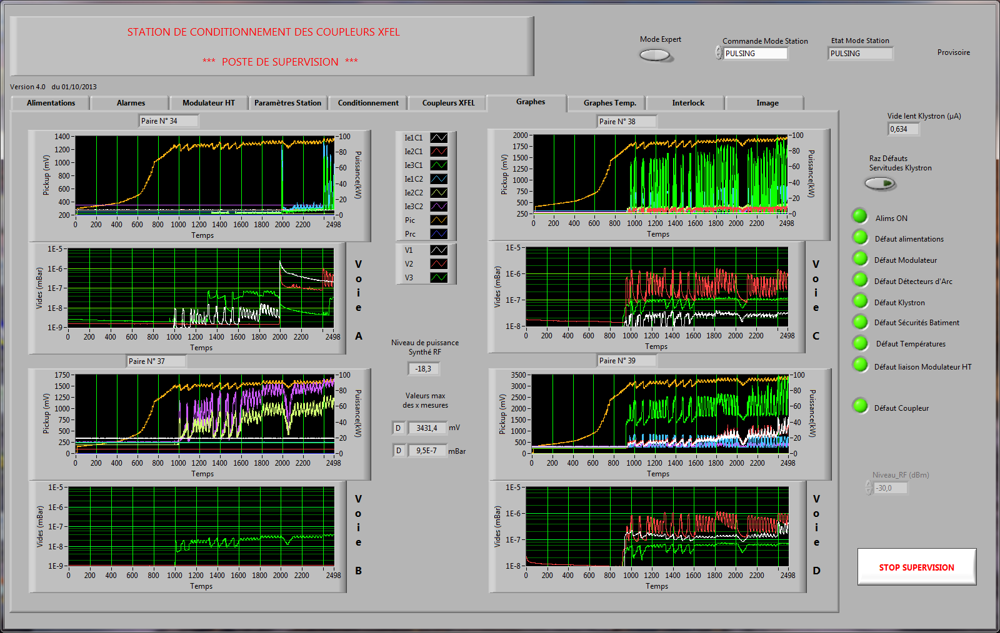 STATION DE CONDITIONNEMENT DES COUPLEURS XFEL
*** POSTE DE SUPERVISION ***
Mode Expert
Commande Mode Station
PULSING
Etat Mode Station
PULSING
Provisoire
Version 4.0 du 01/10/2013
Alimentations Alarmes Modulateur HT Paramètres Station Conditionnement Coupleurs XFEL Graphes Graphes Temp. Interlock Image
Paire N° 34
Pickup (mV)
1400
1200
1000
800
600
400
200
Puissance(kW)
100
80
60
40
20
0
0 200 400 600 800 1000 1200 1400 1600 1800 2000 2200 2498
Temps
Vides (mBar)
1E-5
1E-6
1E-7
1E-8
1E-9
0 200 400 600 800 1000 1200 1400 1600 1800 2000 2200 2498
Temps
Voie A
Paire N° 37
Pickup (mV)
1750
1500
1250
1000
750
500
250
0
Puissance(kW)
100
80
60
40
20
0
0 200 400 600 800 1000 1200 1400 1600 1800 2000 2200 2498
Temps
Vides (mBar)
1E-5
1E-6
1E-7
1E-8
1E-9
0 200 400 600 800 1000 1200 1400 1600 1800 2000 2200 2498
Temps
Voie B
Ie1C1
Ie2C1
Ie3C1
Ie1C2
Ie2C2
Ie3C2
Pic
Prc
V1
V2
V3
Niveau de puissance
Synthé RF
-18,3
Valeurs max
des x mesures
D 3431,4 mV
D 9,5E-7 mBar
Paire N° 38
Pickup (mV)
2000
1750
1500
1250
1000
750
500
250
Puissance(kW)
100
80
60
40
20
0
0 200 400 600 800 1000 1200 1400 1600 1800 2000 2200 2498
Temps
Vides (mBar)
1E-5
1E-6
1E-7
1E-8
0 200 400 600 800 1000 1200 1400 1600 1800 2000 2200 2498
Temps
Voie C
Paire N° 39
Pickup (mV)
3500
3000
2500
2000
1500
1000
500
0
Puissance(kW)
100
80
60
40
20
0
0 200 400 600 800 1000 1200 1400 1600 1800 2000 2200 2498
Temps
Vides (mBar)
1E-5
1E-6
1E-7
1E-8
0 200 400 600 800 1000 1200 1400 1600 1800 2000 2200 2498
Temps
Voie D
Vide lent Klystron (µA)
0,634
Raz Défauts
Servitudes Klystron
Alims ON
Défaut alimentations
Défaut Modulateur
Défaut Détecteurs d'Arc
Défaut Klystron
Défaut Sécurités Batiment
Défaut Températures
Défaut liaison Modulateur HT
Défaut Coupleur
Niveau_RF (dBm)
-30,0
STOP SUPERVISION